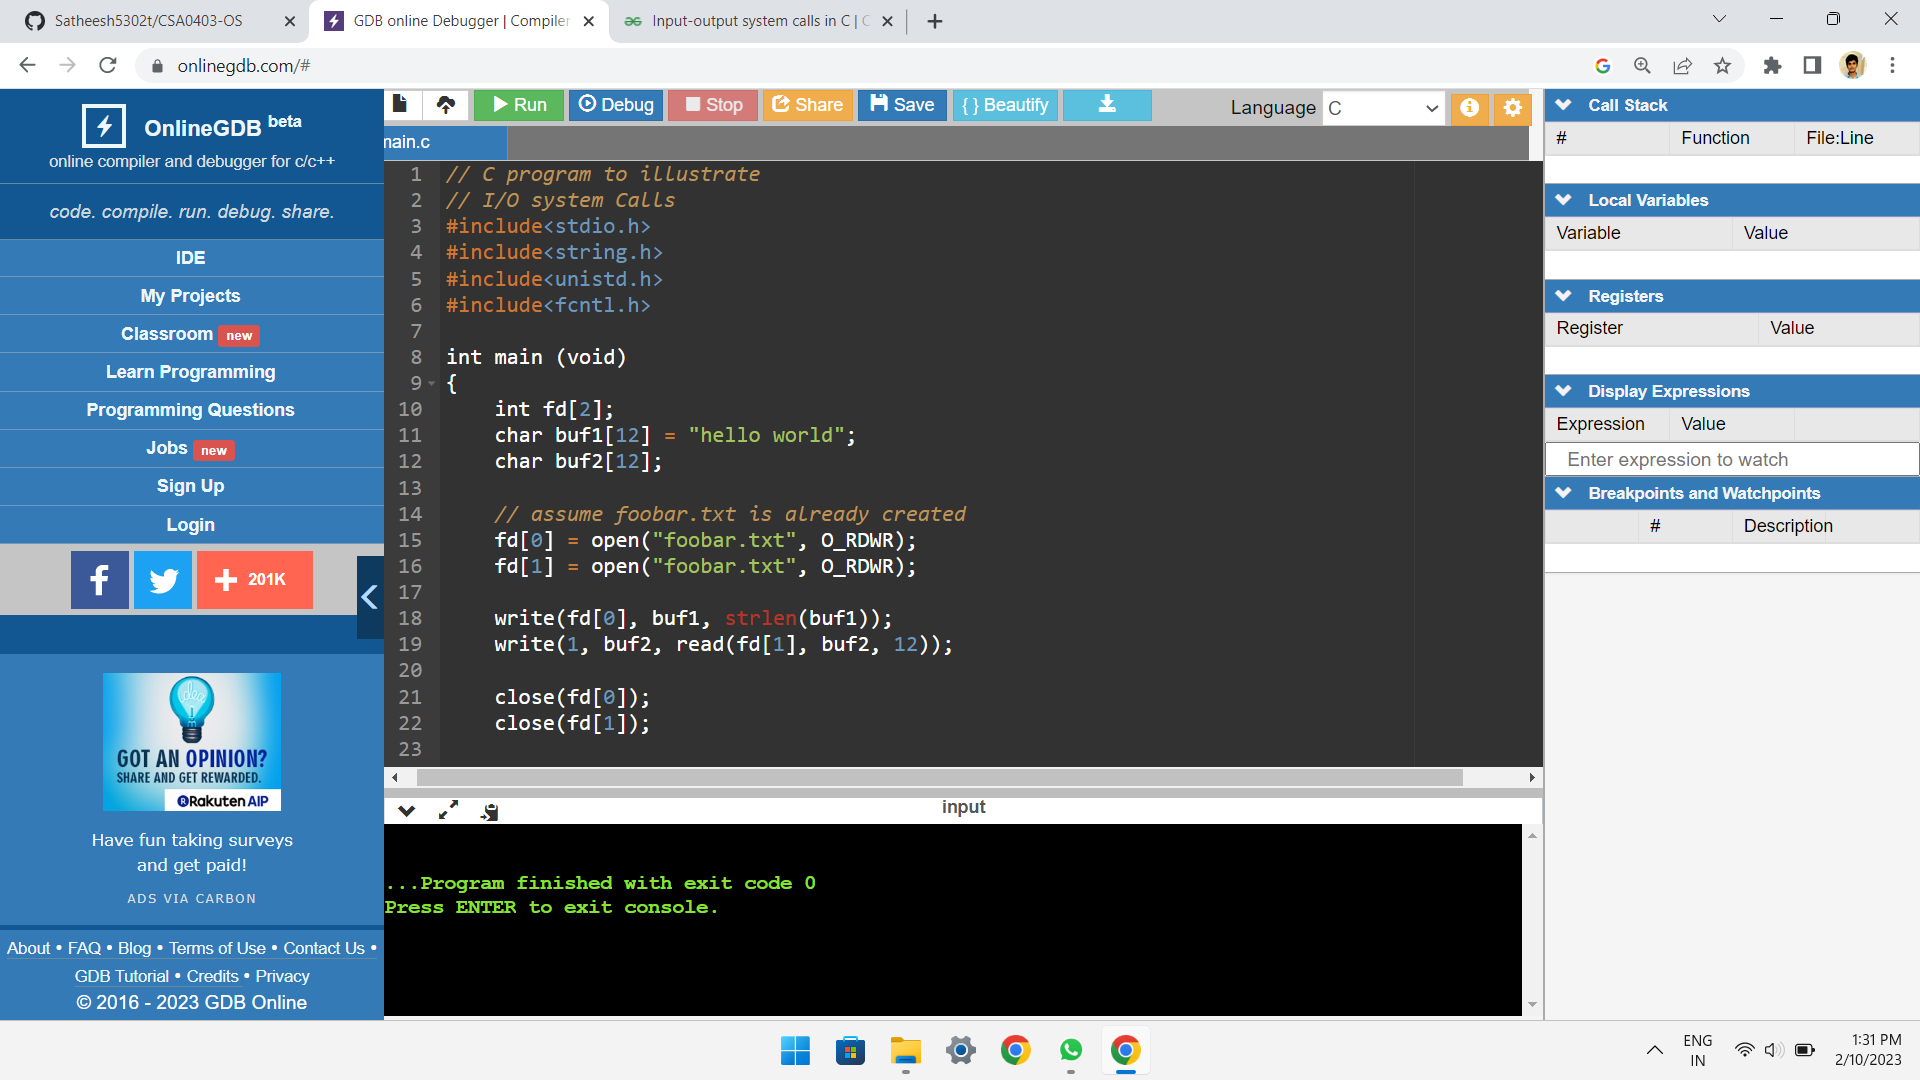 Satheesh5302t/CSA0403-OS
GDB online Debugger | Compiler
Input-output system calls in C | C
onlinegdb.com/#
OnlineGDB beta
online compiler and debugger for c/c++
code. compile. run. debug. share.
IDE
My Projects
Classroom new
Learn Programming
Programming Questions
Jobs new
Sign Up
Login
201K
GOT AN OPINION?
SHARE AND GET REWARDED.
Rakuten AIP
Have fun taking surveys
and get paid!
ADS VIA CARBON
About • FAQ • Blog • Terms of Use • Contact Us •
GDB Tutorial • Credits • Privacy
© 2016 - 2023 GDB Online
Run Debug Stop Share Save { } Beautify
Language C
main.c
1 // C program to illustrate
2 // I/O system Calls
3 #include<stdio.h>
4 #include<string.h>
5 #include<unistd.h>
6 #include<fcntl.h>
7
8 int main (void)
9 {
10 int fd[2];
11 char buf1[12] = "hello world";
12 char buf2[12];
13
14 // assume foobar.txt is already created
15 fd[0] = open("foobar.txt", O_RDWR);
16 fd[1] = open("foobar.txt", O_RDWR);
17
18 write(fd[0], buf1, strlen(buf1));
19 write(1, buf2, read(fd[1], buf2, 12));
20
21 close(fd[0]);
22 close(fd[1]);
23
input
...Program finished with exit code 0
Press ENTER to exit console.
Call Stack
# Function File:Line
Local Variables
Variable Value
Registers
Register Value
Display Expressions
Expression Value
Enter expression to watch
Breakpoints and Watchpoints
# Description
ENG
IN
1:31 PM
2/10/2023